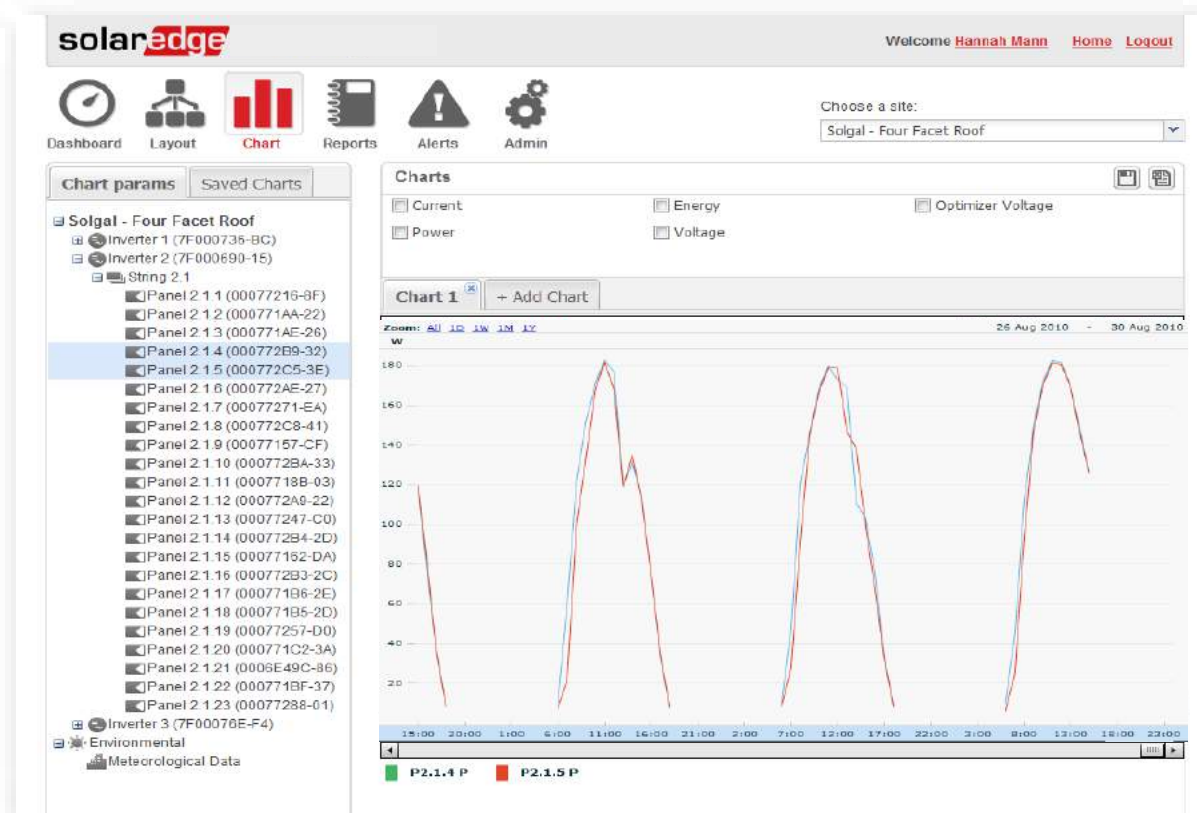 solaredge
Welcome Hannah Mann Home Logout
Dashboard Layout Chart Reports Alerts Admin
Choose a site:
Solgal - Four Facet Roof
Chart params Saved Charts
Solgal - Four Facet Roof
Inverter 1 (7F000735-BC)
Inverter 2 (7F000690-15)
String 2.1
Panel 2.1.1 (00077216-8F)
Panel 2.1.2 (000771AA-22)
Panel 2.1.3 (000771AE-26)
Panel 2.1.4 (000772B9-32)
Panel 2.1.5 (000772C5-3E)
Panel 2.1.6 (000772AE-27)
Panel 2.1.7 (00077271-EA)
Panel 2.1.8 (000772C8-41)
Panel 2.1.9 (00077157-CF)
Panel 2.1.10 (000772BA-33)
Panel 2.1.11 (0007718B-03)
Panel 2.1.12 (000772A9-22)
Panel 2.1.13 (00077247-C0)
Panel 2.1.14 (000772B4-2D)
Panel 2.1.15 (00077162-DA)
Panel 2.1.16 (000772B3-2C)
Panel 2.1.17 (000771B6-2E)
Panel 2.1.18 (000771B5-2D)
Panel 2.1.19 (00077257-D0)
Panel 2.1.20 (000771C2-3A)
Panel 2.1.21 (0006E49C-86)
Panel 2.1.22 (000771BF-37)
Panel 2.1.23 (00077288-01)
Inverter 3 (7F00076E-F4)
Environmental
Meteorological Data
Charts
Current Energy Optimizer Voltage
Power Voltage
Chart 1 + Add Chart
Zoom: All 1D 1W 1M 1Y 26 Aug 2010 - 30 Aug 2010
W
180
160
140
120
100
80
60
40
20
15:00 20:00 1:00 6:00 11:00 16:00 21:00 2:00 7:00 12:00 17:00 22:00 3:00 8:00 13:00 18:00 23:00
P2.1.4 P P2.1.5 P